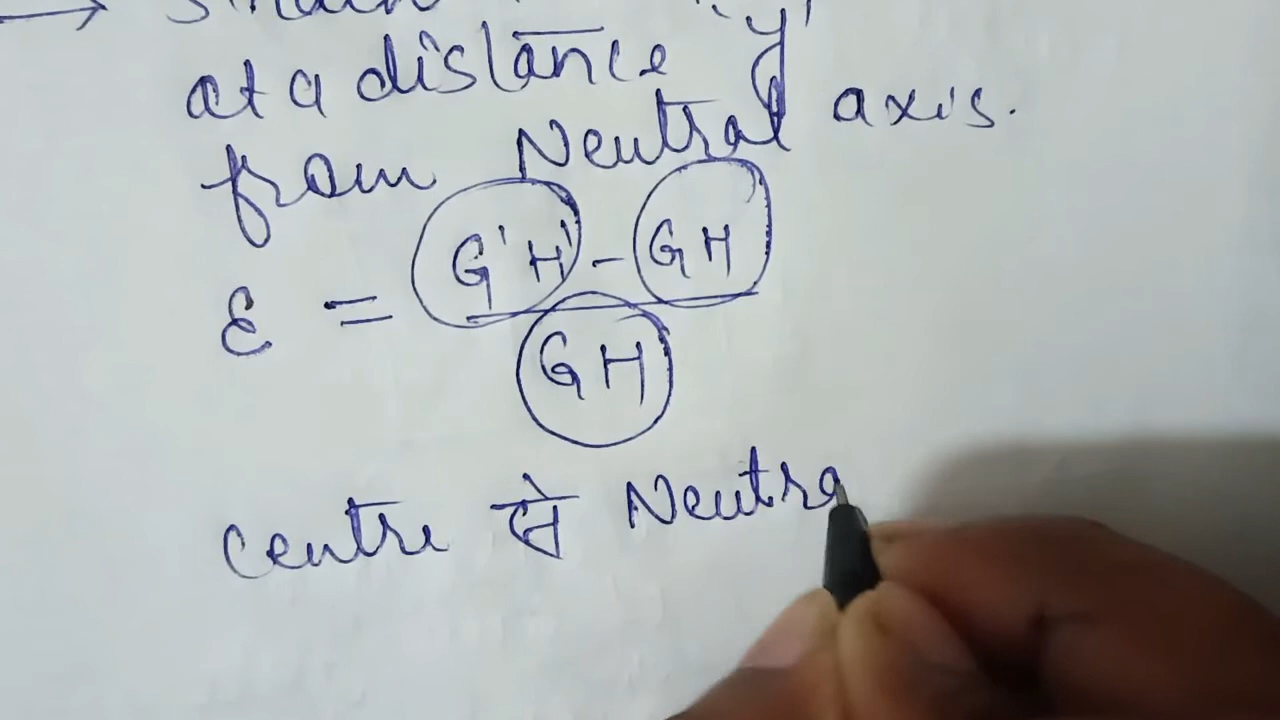 at a distance 'y'
from Neutral axis.
G'H' - GH
ε =
GH
centre से Neutra